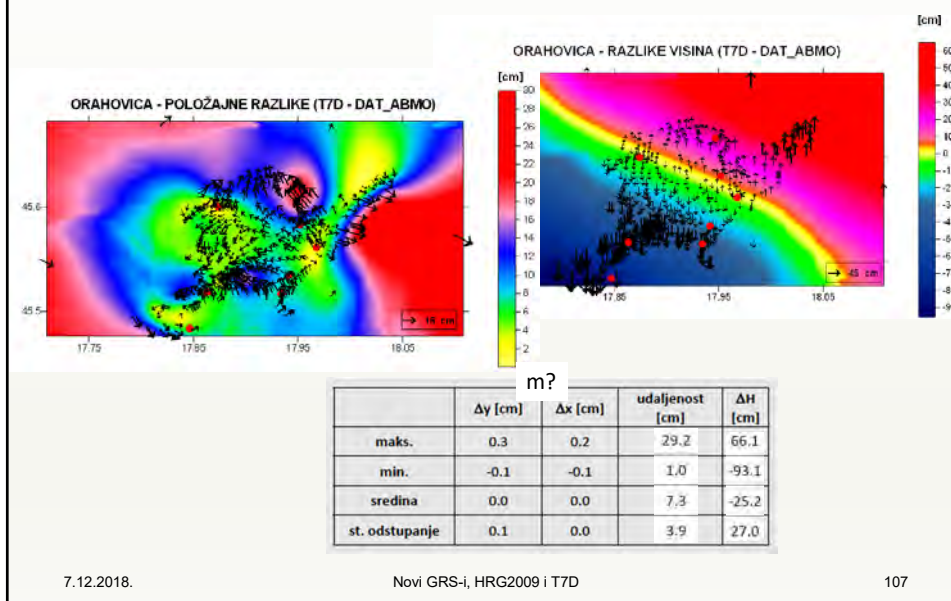 [cm]
ORAHOVICA - RAZLIKE VISINA (T7D - DAT_ABMO)
[cm]
ORAHOVICA - POLOŽAJNE RAZLIKE (T7D - DAT_ABMO)
30
28
26
24
22
20
18
16
14
12
10
8
6
4
2
45.6
45.5
17.75
17.85
17.95
18.05
17.85
17.95
18.05
45 cm
m?
Δy [cm] Δx [cm] udaljenost [cm] ΔH [cm]
maks. 0.3 0.2 29.2 66.1
min. -0.1 -0.1 1.0 -93.1
sredina 0.0 0.0 7.3 -25.2
st. odstupanje 0.1 0.0 3.9 27.0
7.12.2018. Novi GRS-i, HRG2009 i T7D 107